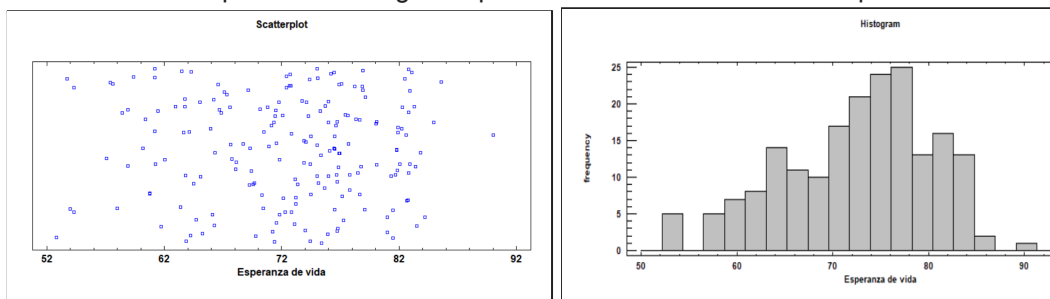 Scatterplot
52 62 72 82 92
Esperanza de vida
Histogram
25
20
15
10
5
0
frequency
50 60 70 80 90
Esperanza de vida